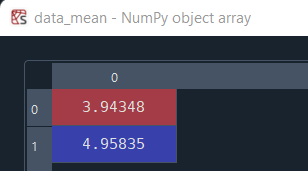 data_mean - NumPy object array
0
0 3.94348
1 4.95835